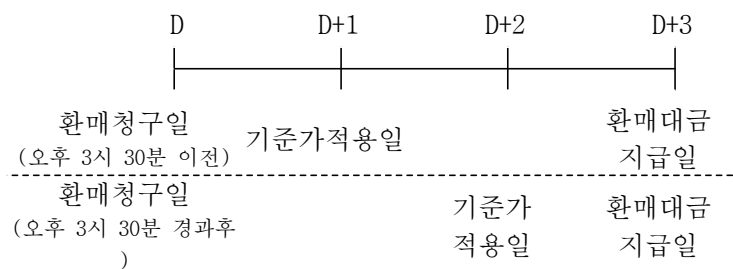 D D+1 D+2 D+3
환매청구일
(오후 3시 30분 이전)
기준가적용일
환매대금
지급일
환매청구일
(오후 3시 30분 경과후
)
기준가
적용일
환매대금
지급일